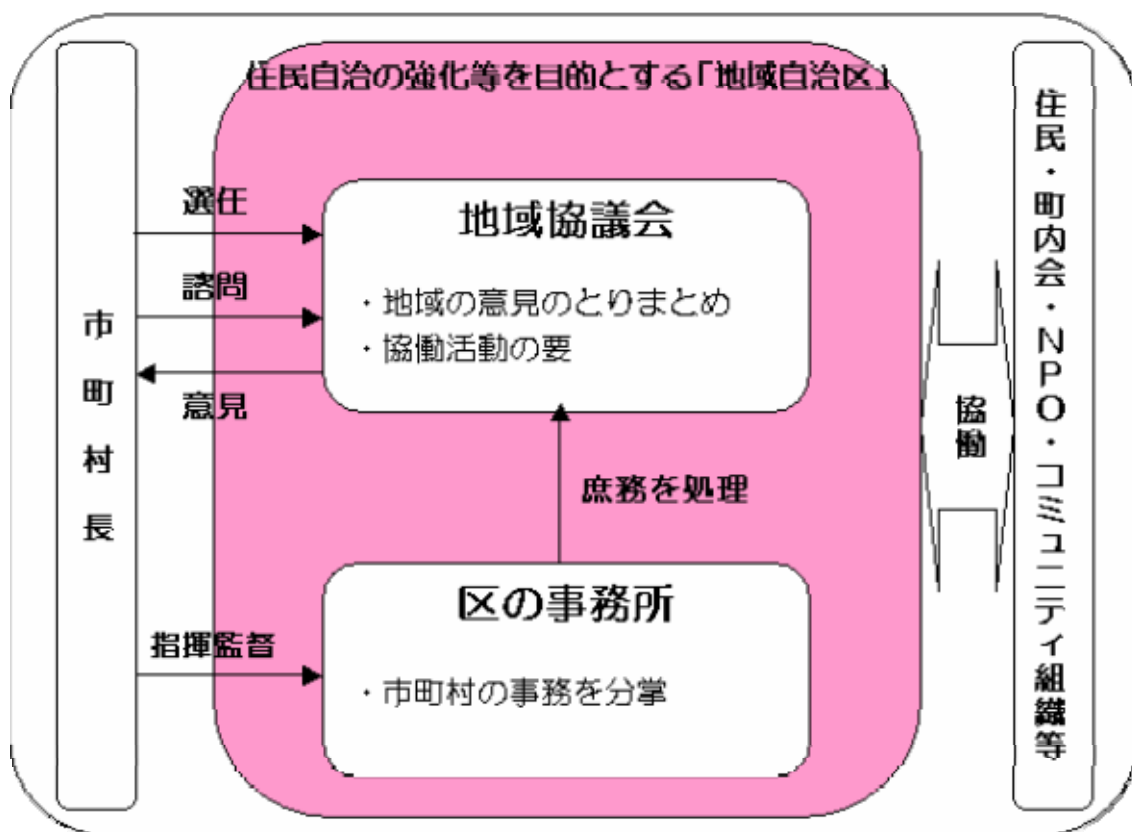 住民自治の強化等を目的とする「地域自治区」
市町村長
選任
諮問
意見
指揮監督
地域協議会
・地域の意見のとりまとめ
・協働活動の要
庶務を処理
区の事務所
・市町村の事務を分掌
協働
住民・町内会・NPO・コミュニティ組織等